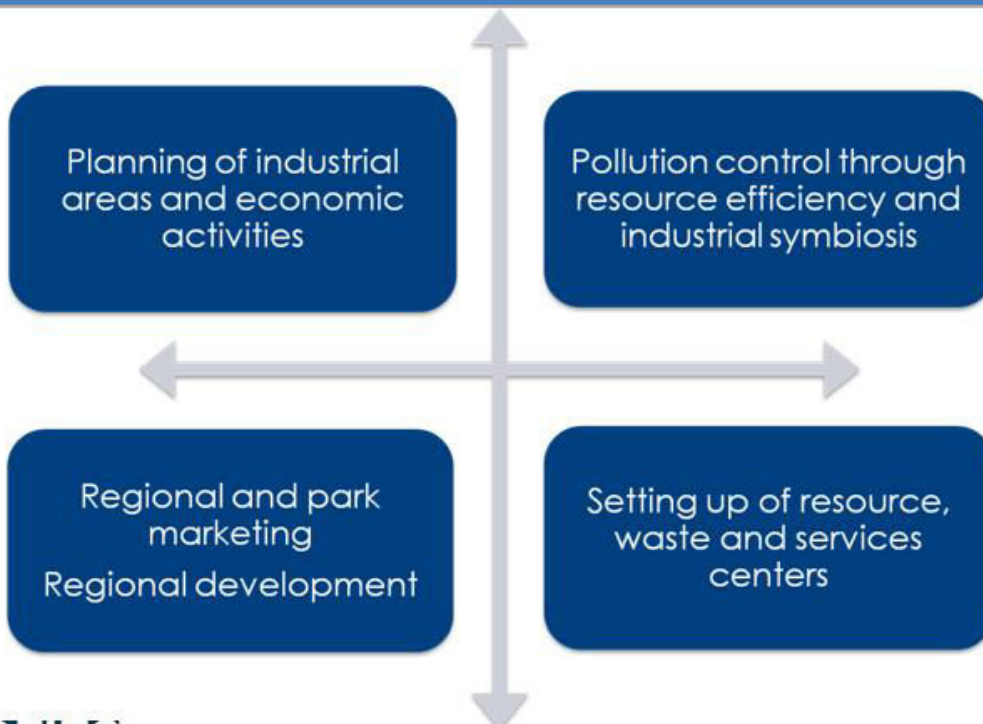 Planning of industrial
areas and economic
activities
Pollution control through
resource efficiency and
industrial symbiosis
Regional and park
marketing
Regional development
Setting up of resource,
waste and services
centers